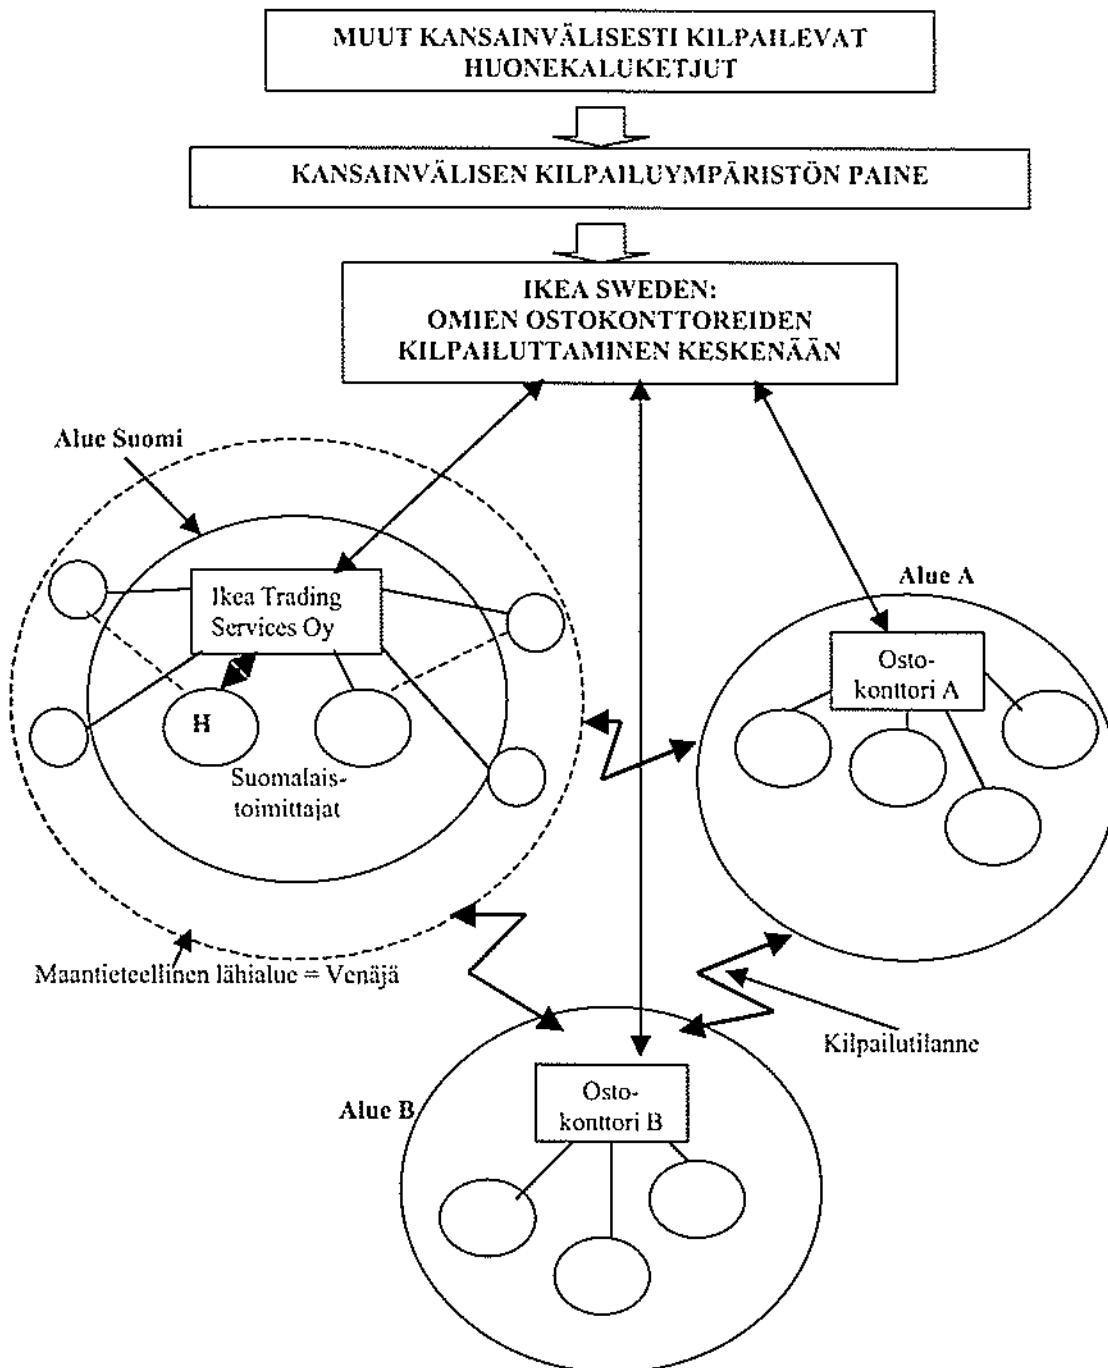 MUUT KANSAINVÄLISESTI KILPAILEVAT
HUONEKALUKETJUT
KANSAINVÄLISEN KILPAILUYMPÄRISTÖN PAINE
IKEA SWEDEN:
OMIEN OSTOKONTTOREIDEN
KILPAILUTTAMINEN KESKENÄÄN
Alue Suomi
Ikea Trading
Services Oy
H
Suomalais-
toimittajat
Alue A
Osto-
konttori A
Maantieteellinen lähialue = Venäjä
Kilpailutilanne
Alue B
Osto-
konttori B